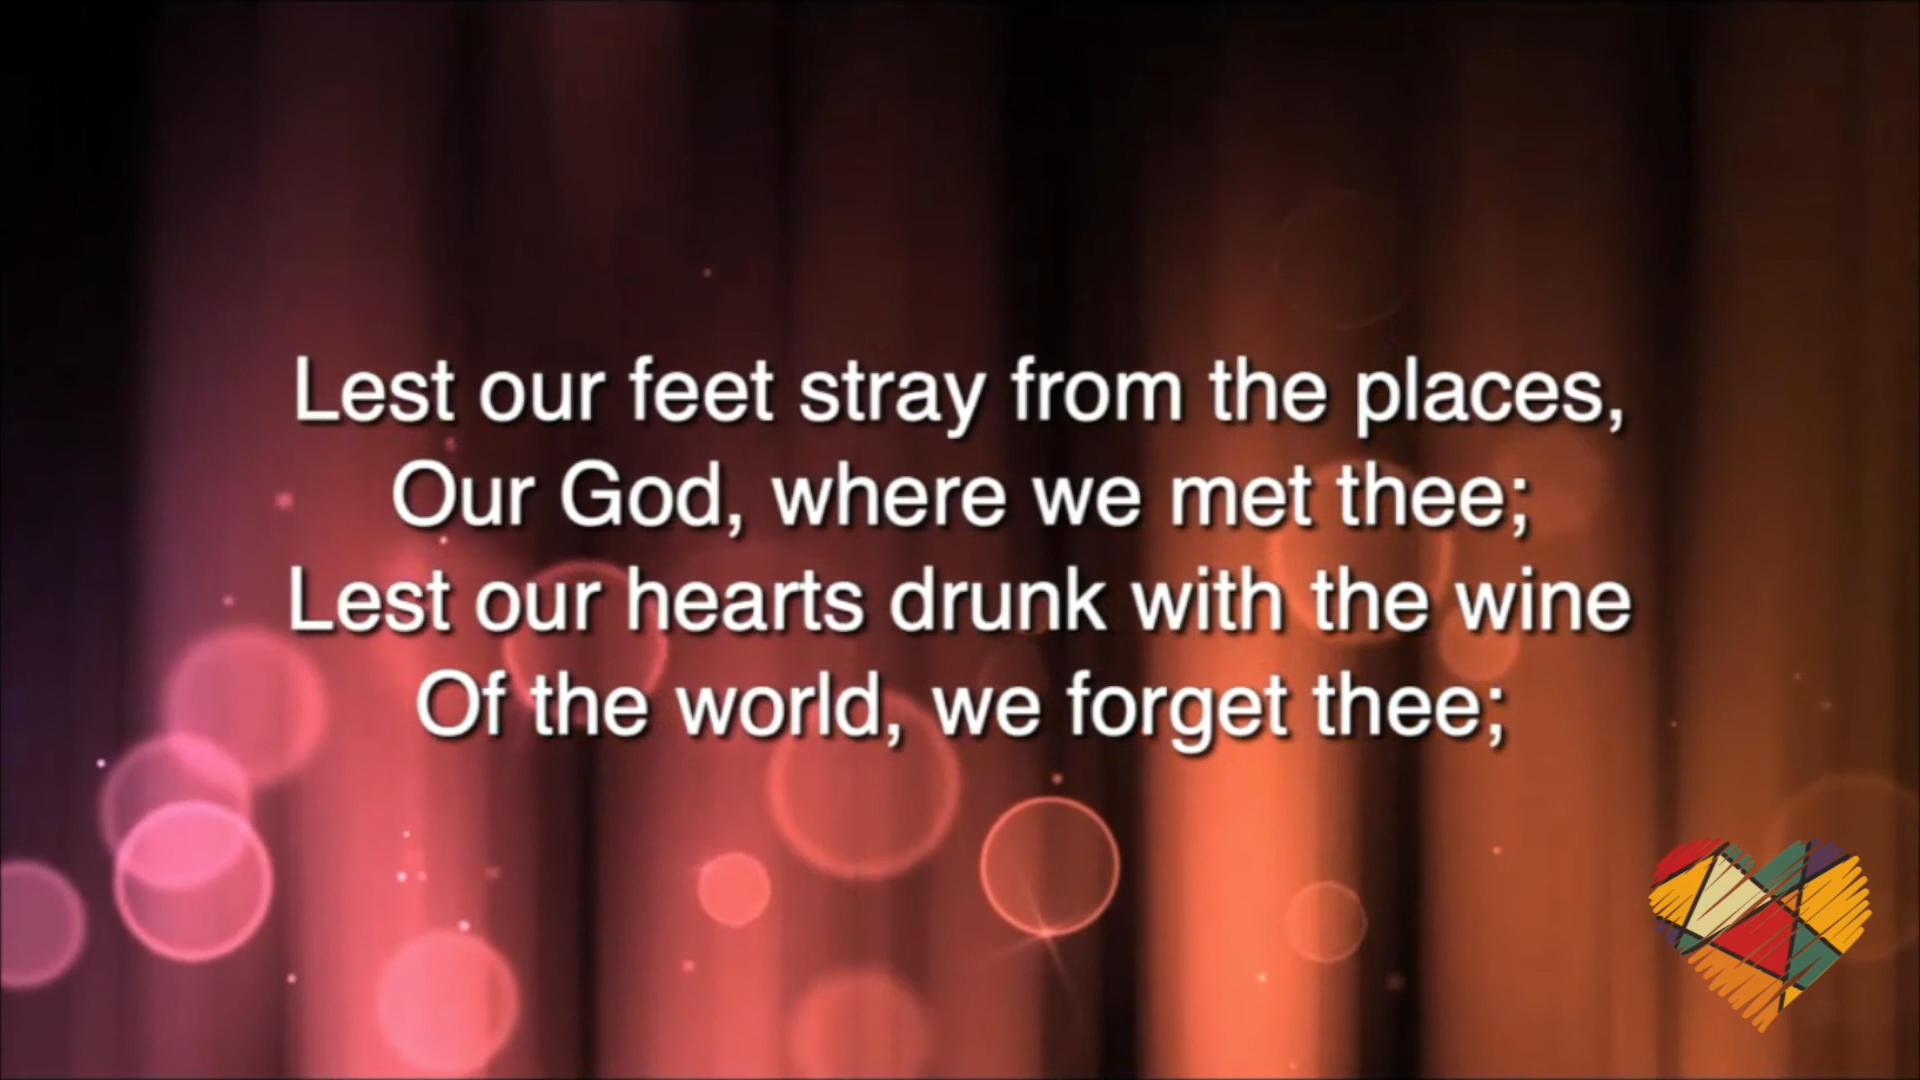 Lest our feet stray from the places,
Our God, where we met thee;
Lest our hearts drunk with the wine
Of the world, we forget thee;